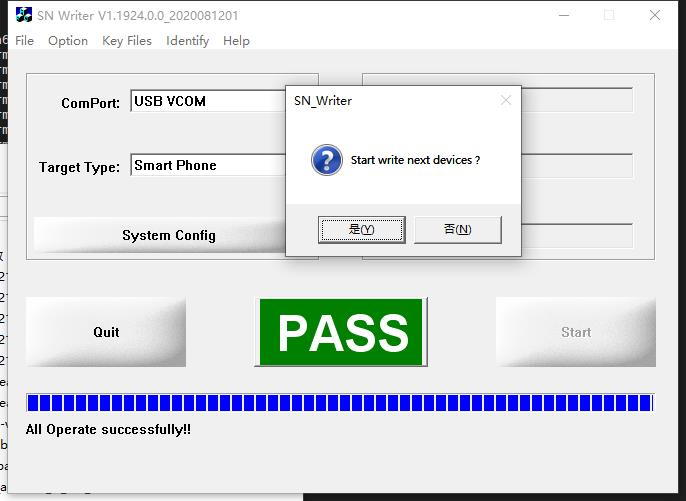 SN Writer V1.1924.0.0_2020081201
File Option Key Files Identify Help
ComPort: USB VCOM
Target Type: Smart Phone
System Config
SN_Writer
Start write next devices ?
是(Y) 否(N)
Quit PASS Start
All Operate successfully!!